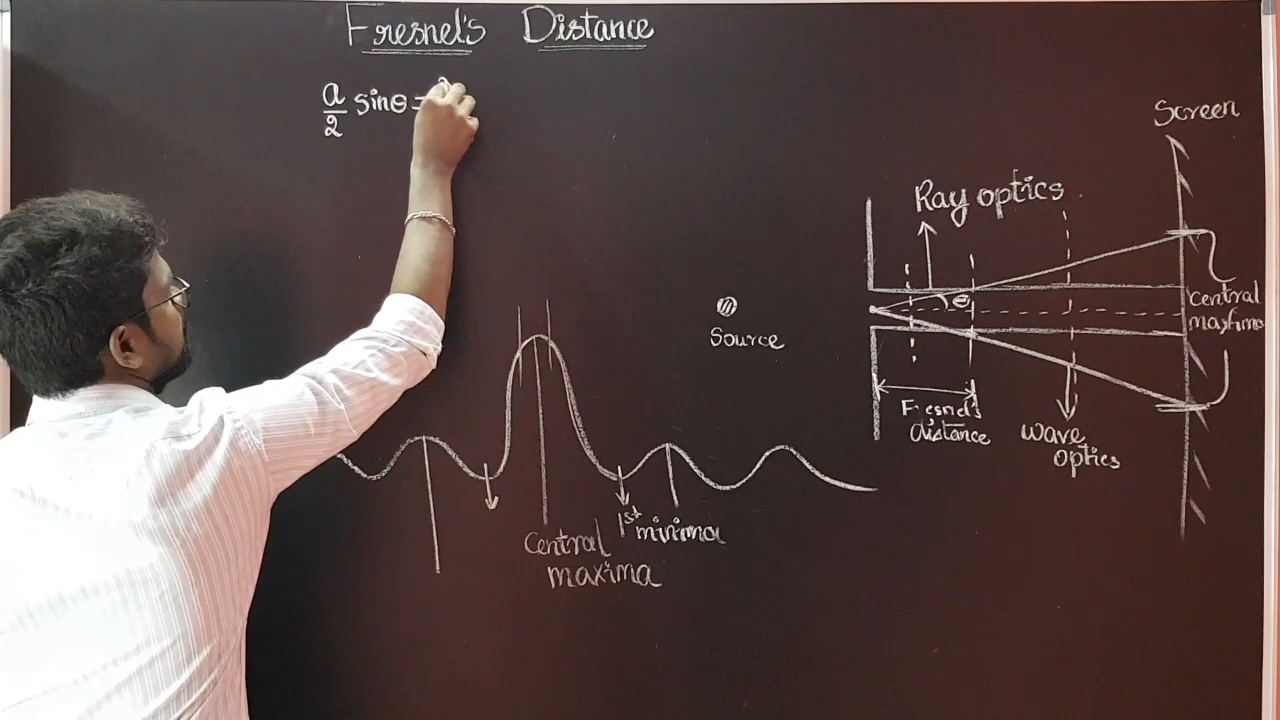 Fresnel's Distance
a/2 sinθ =
Screen
Ray optics
θ
Source
Central
maxima
Fresnel's
distance
wave
optics
1st minima
Central
maxima